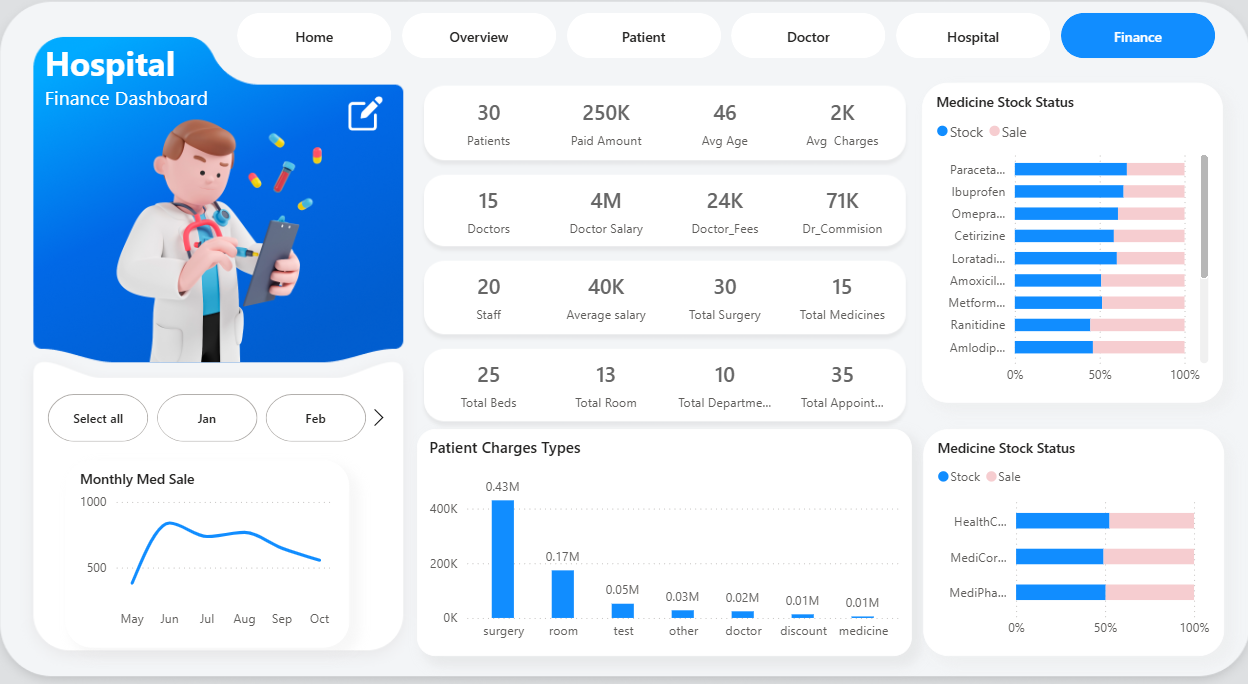 Home
Overview
Patient
Doctor
Hospital
Finance
Hospital
Finance Dashboard
30
250K
46
2K
Patients
Paid Amount
Avg Age
Avg  Charges
15
4M
24K
71K
Doctors
Doctor Salary
Doctor_Fees
Dr_Commision
20
40K
30
15
Staff
Average salary
Total Surgery
Total Medicines
25
13
10
35
Total Beds
Total Room
Total Departme...
Total Appoint...
Medicine Stock Status
Stock
Sale
Paraceta...
Ibuprofen
Omepra...
Cetirizine
Loratadi...
Amoxicil...
Metform...
Ranitidine
Amlodip...
0%
50%
100%
Select all
Jan
Feb
Monthly Med Sale
1000
500
May
Jun
Jul
Aug
Sep
Oct
Patient Charges Types
400K
200K
0K
0.43M
0.17M
0.05M
0.03M
0.02M
0.01M
0.01M
surgery
room
test
other
doctor
discount
medicine
Medicine Stock Status
Stock
Sale
HealthC...
MediCor...
MediPha...
0%
50%
100%